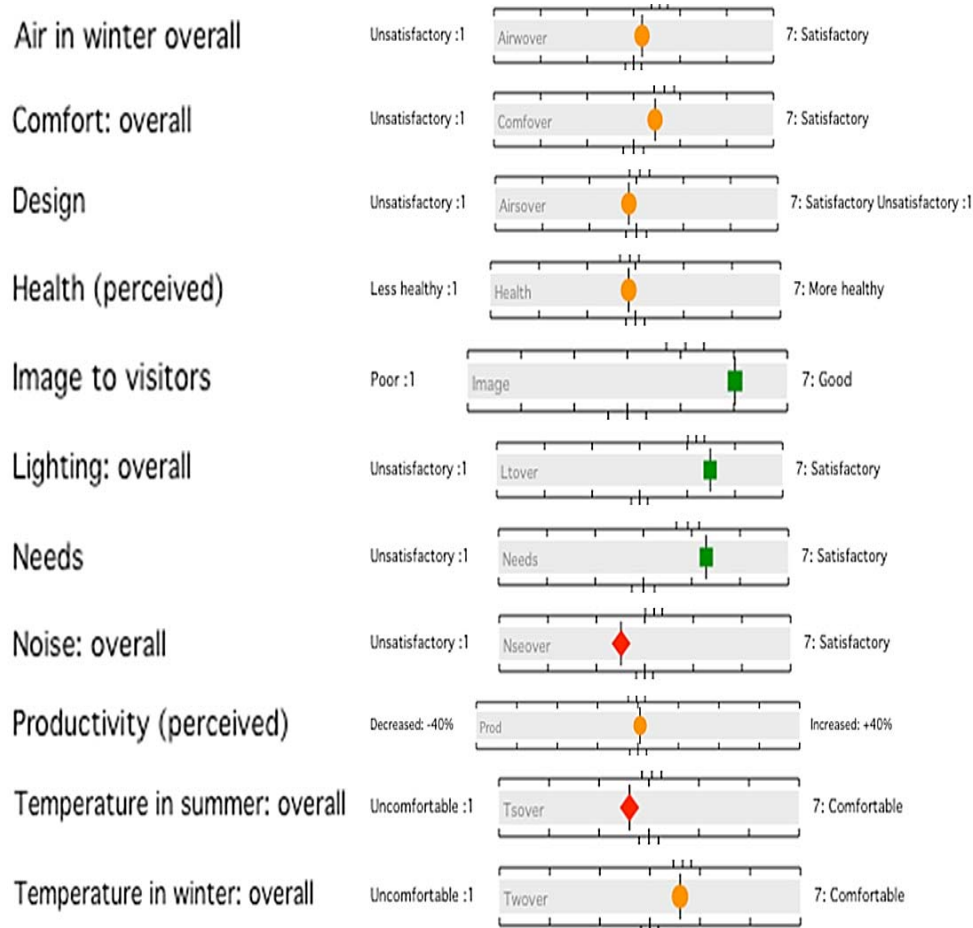 Air in winter overall Unsatisfactory :1 Airwover 7: Satisfactory
Comfort: overall Unsatisfactory :1 Comfover 7: Satisfactory
Design Unsatisfactory :1 Airsover 7: Satisfactory Unsatisfactory :1
Health (perceived) Less healthy :1 Health 7: More healthy
Image to visitors Poor :1 Image 7: Good
Lighting: overall Unsatisfactory :1 Ltover 7: Satisfactory
Needs Unsatisfactory :1 Needs 7: Satisfactory
Noise: overall Unsatisfactory :1 Nseover 7: Satisfactory
Productivity (perceived) Decreased: -40% Prod Increased: +40%
Temperature in summer: overall Uncomfortable :1 Tsover 7: Comfortable
Temperature in winter: overall Uncomfortable :1 Twover 7: Comfortable